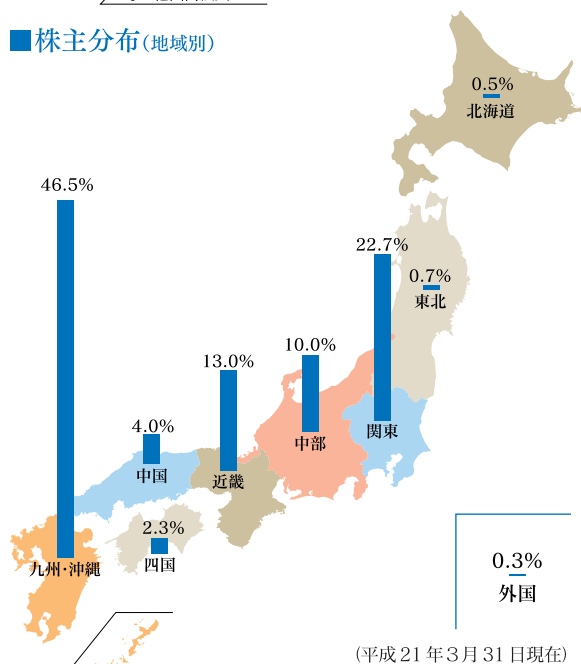 ■株主分布(地域別)
0.5%
北海道
46.5%
22.7%
0.7%
東北
10.0%
13.0%
4.0%
関東
中部
中国
近畿
2.3%
四国
九州・沖縄
0.3%
外国
(平成21年3月31日現在)